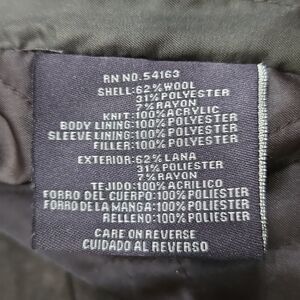 RN NO. 54163
SHELL:62% WOOL
31% POLYESTER
7% RAYON
KNIT:100% ACRYLIC
BODY LINING:100% POLYESTER
SLEEVE LINING:100% POLYESTER
FILLER:100% POLYESTER
EXTERIOR:62% LANA
31% POLIESTER
7% RAYON
TEJIDO:100% ACRILICO
FORRO DEL CUERPO:100% POLIESTER
FORRO DE LA MANGA:100% POLIESTER
RELLENO:100% POLIESTER
CARE ON REVERSE
CUIDADO AL REVERSO